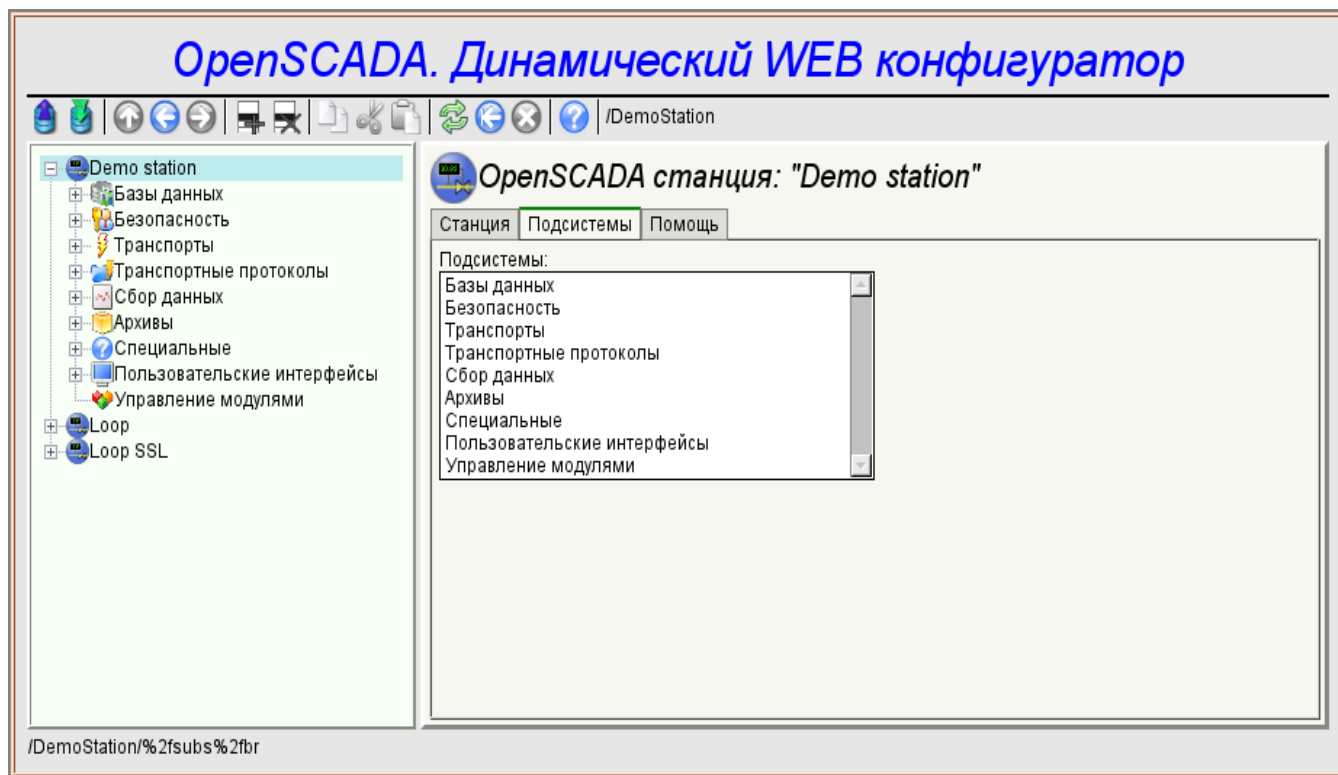 OpenSCADA. Динамический WEB конфигуратор
/DemoStation
Demo station
Базы данных
Безопасность
Транспорты
Транспортные протоколы
Сбор данных
Архивы
Специальные
Пользовательские интерфейсы
Управление модулями
Loop
Loop SSL
OpenSCADA станция: "Demo station"
Станция Подсистемы Помощь
Подсистемы:
Базы данных
Безопасность
Транспорты
Транспортные протоколы
Сбор данных
Архивы
Специальные
Пользовательские интерфейсы
Управление модулями
/DemoStation/%2fsubs%2fbr